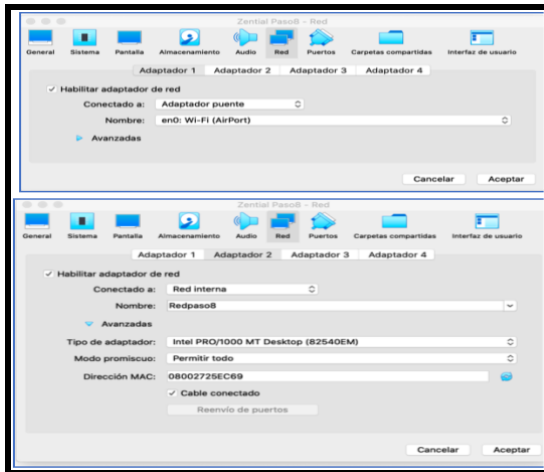 Zential Paso8 - Red
General Sistema Pantalla Almacenamiento Audio Red Puertos Carpetas compartidas Interfaz de usuario
Adaptador 1 Adaptador 2 Adaptador 3 Adaptador 4
Habilitar adaptador de red
Conectado a: Adaptador puente
Nombre: en0: Wi-Fi (AirPort)
Avanzadas
Cancelar Aceptar
Zential Paso8 - Red
General Sistema Pantalla Almacenamiento Audio Red Puertos Carpetas compartidas Interfaz de usuario
Adaptador 1 Adaptador 2 Adaptador 3 Adaptador 4
Habilitar adaptador de red
Conectado a: Red interna
Nombre: Redpaso8
Avanzadas
Tipo de adaptador: Intel PRO/1000 MT Desktop (82540EM)
Modo promiscuo: Permitir todo
Dirección MAC: 08002725EC69
Cable conectado
Reenvío de puertos
Cancelar Aceptar